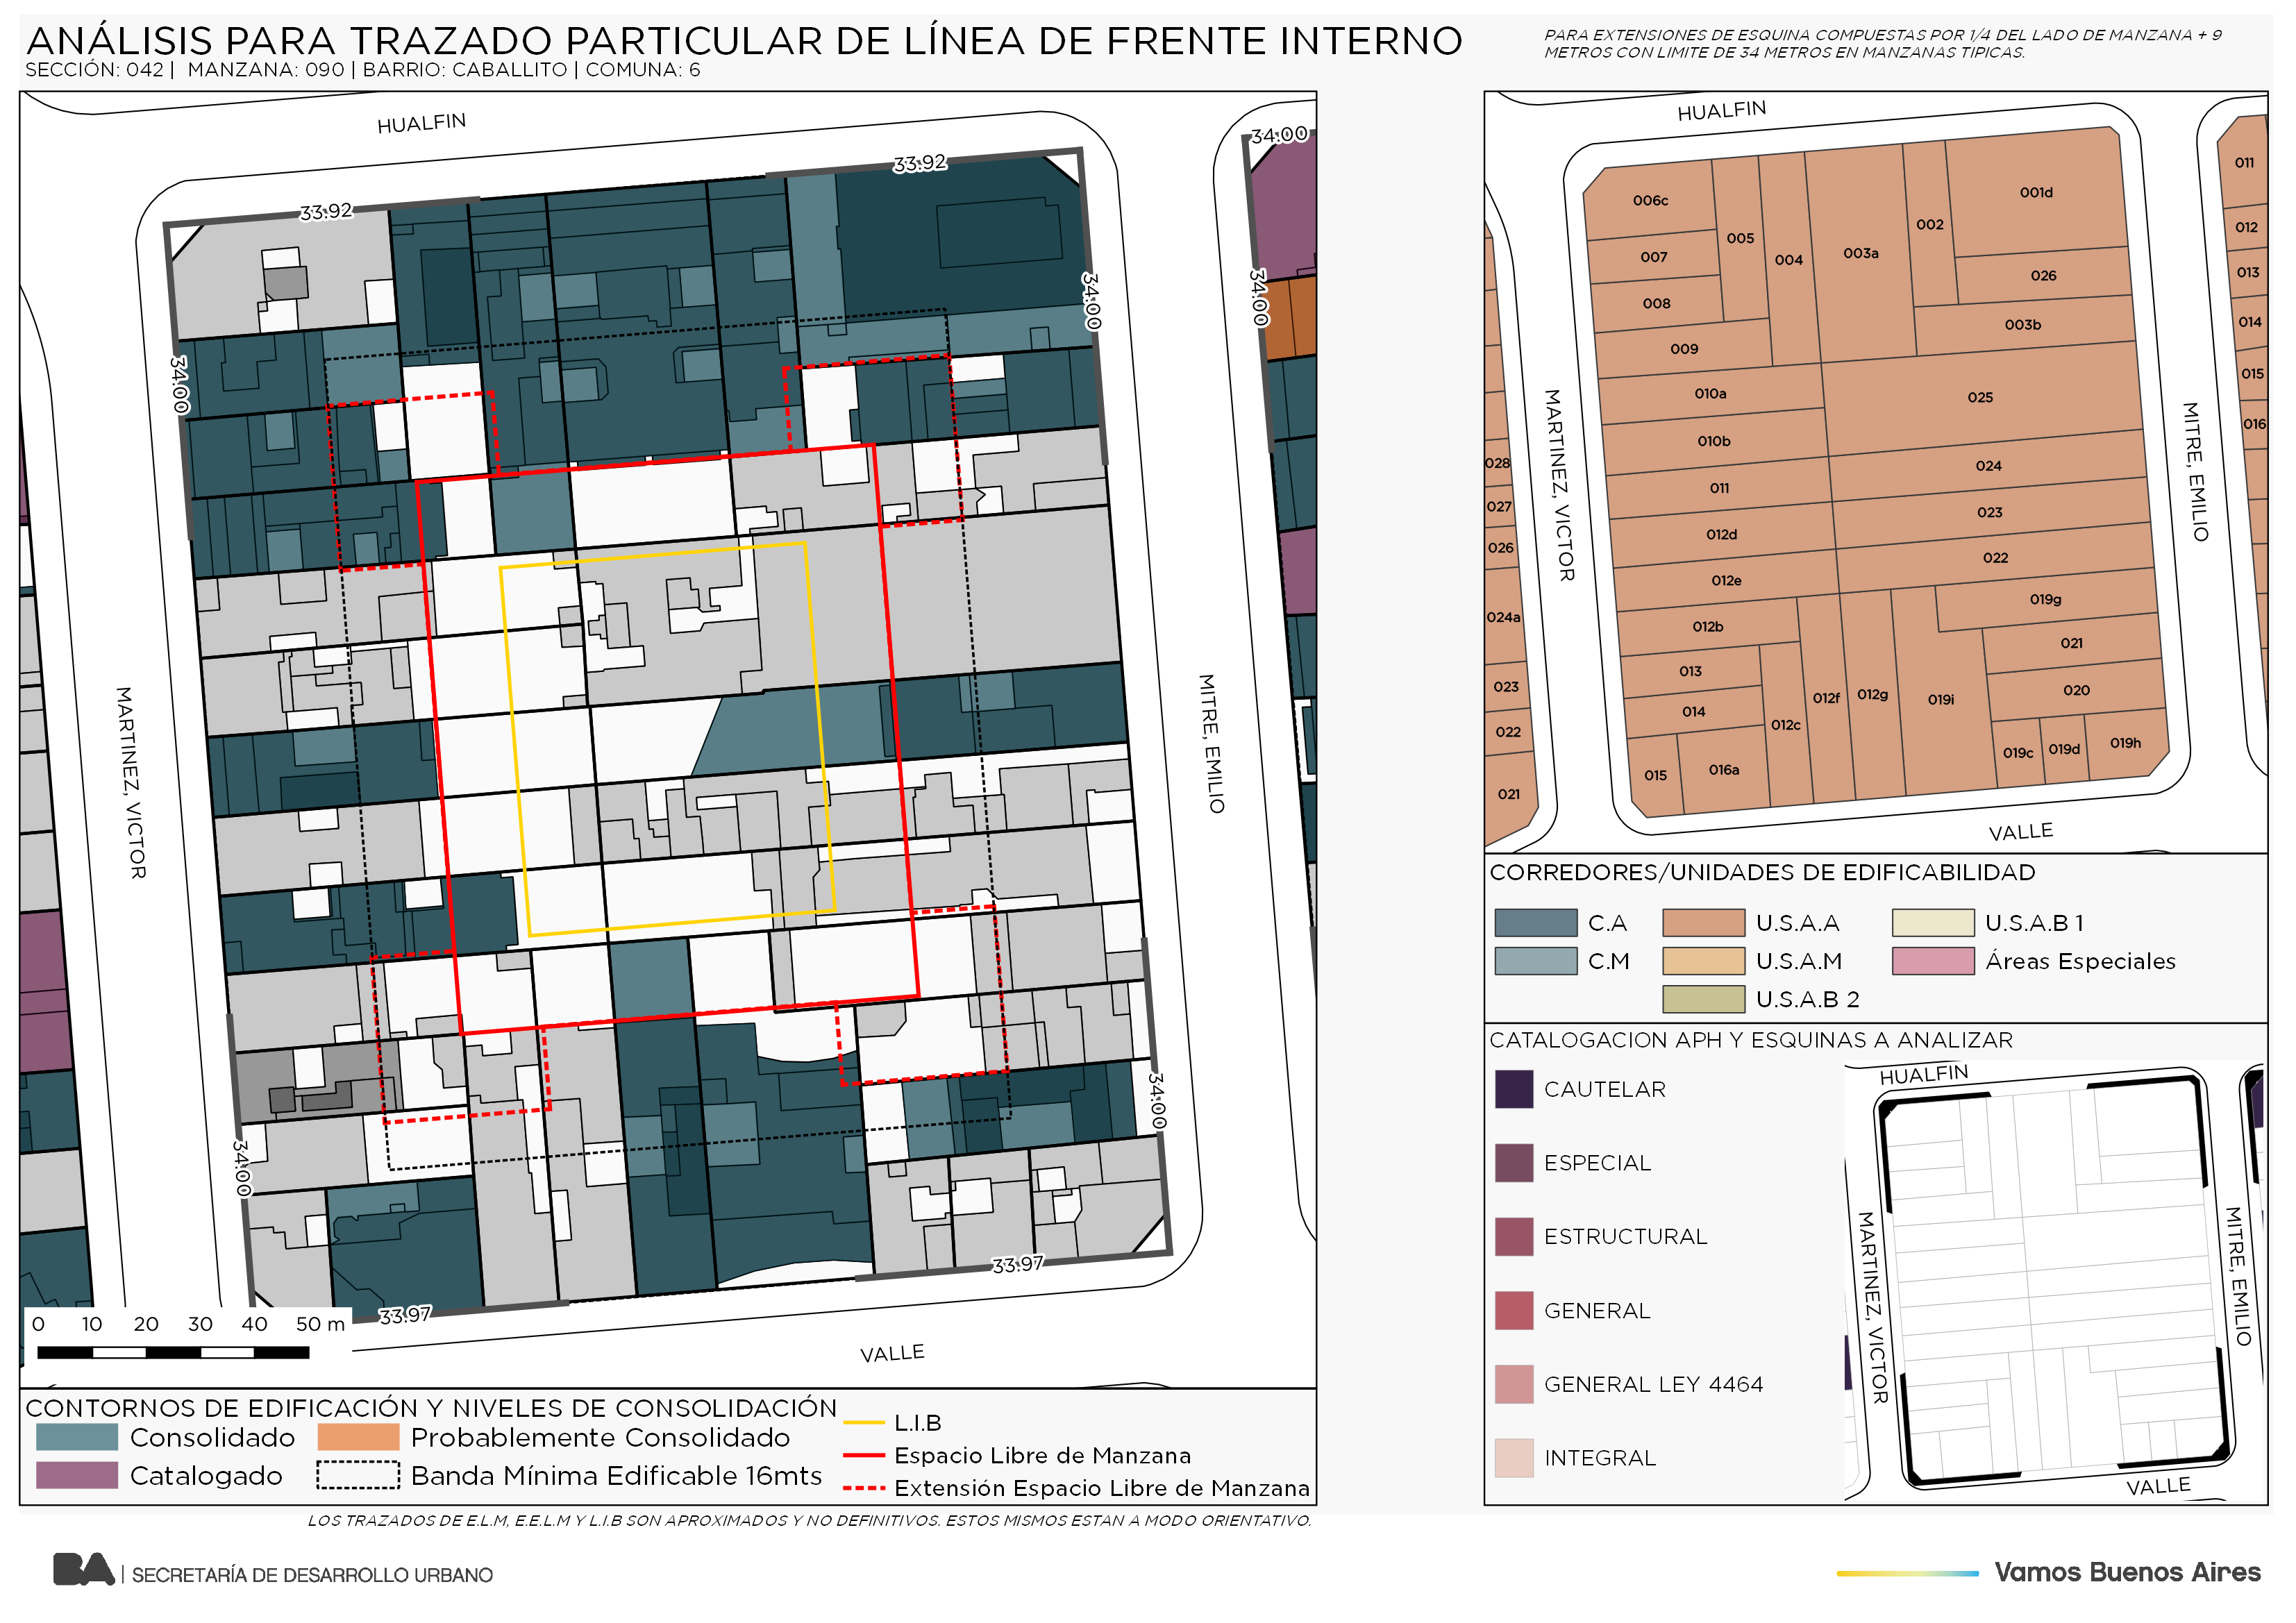 ANÁLISIS PARA TRAZADO PARTICULAR DE LÍNEA DE FRENTE INTERNO
SECCIÓN: 042 | MANZANA: 090 | BARRIO: CABALLITO | COMUNA: 6
PARA EXTENSIONES DE ESQUINA COMPUESTAS POR 1/4 DEL LADO DE MANZANA + 9
METROS CON LIMITE DE 34 METROS EN MANZANAS TIPICAS.
HUALFIN
33.92
33.92
34.00
34.00
34.00
34.00
MARTINEZ, VICTOR
MITRE, EMILIO
34.00
34.00
33.97
33.97
VALLE
0 10 20 30 40 50 m
CONTORNOS DE EDIFICACIÓN Y NIVELES DE CONSOLIDACIÓN
Consolidado
Probablemente Consolidado
Catalogado
Banda Mínima Edificable 16mts
L.I.B
Espacio Libre de Manzana
Extensión Espacio Libre de Manzana
LOS TRAZADOS DE E.L.M, E.E.L.M Y L.I.B SON APROXIMADOS Y NO DEFINITIVOS. ESTOS MISMOS ESTAN A MODO ORIENTATIVO.
HUALFIN
MARTINEZ, VICTOR
MITRE, EMILIO
VALLE
006c
007
008
009
005
004
003a
002
001d
026
003b
010a
010b
011
012d
012e
012b
025
024
023
022
019g
021
020
013
014
015
016a
012c
012f
012g
019i
019c
019d
019h
028
027
026
024a
023
022
021
011
012
013
014
015
016
CORREDORES/UNIDADES DE EDIFICABILIDAD
C.A
U.S.A.A
U.S.A.B 1
C.M
U.S.A.M
Áreas Especiales
U.S.A.B 2
CATALOGACION APH Y ESQUINAS A ANALIZAR
CAUTELAR
ESPECIAL
ESTRUCTURAL
GENERAL
GENERAL LEY 4464
INTEGRAL
HUALFIN
MARTINEZ, VICTOR
MITRE, EMILIO
VALLE
BA | SECRETARÍA DE DESARROLLO URBANO
Vamos Buenos Aires